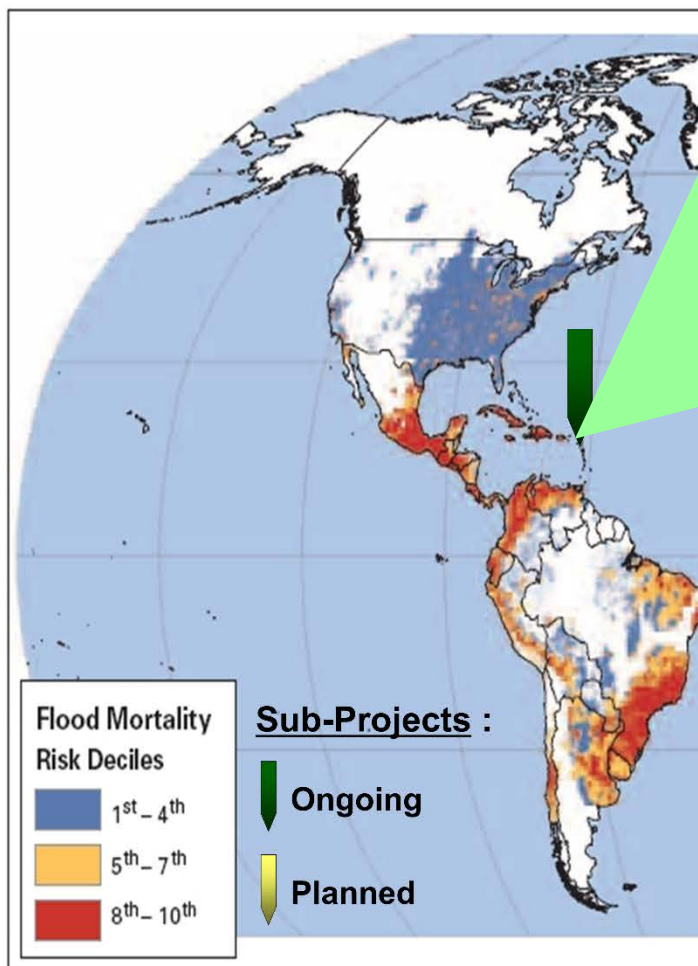 Flood Mortality
Risk Deciles
1st – 4th
5th – 7th
8th – 10th
Sub-Projects :
Ongoing
Planned